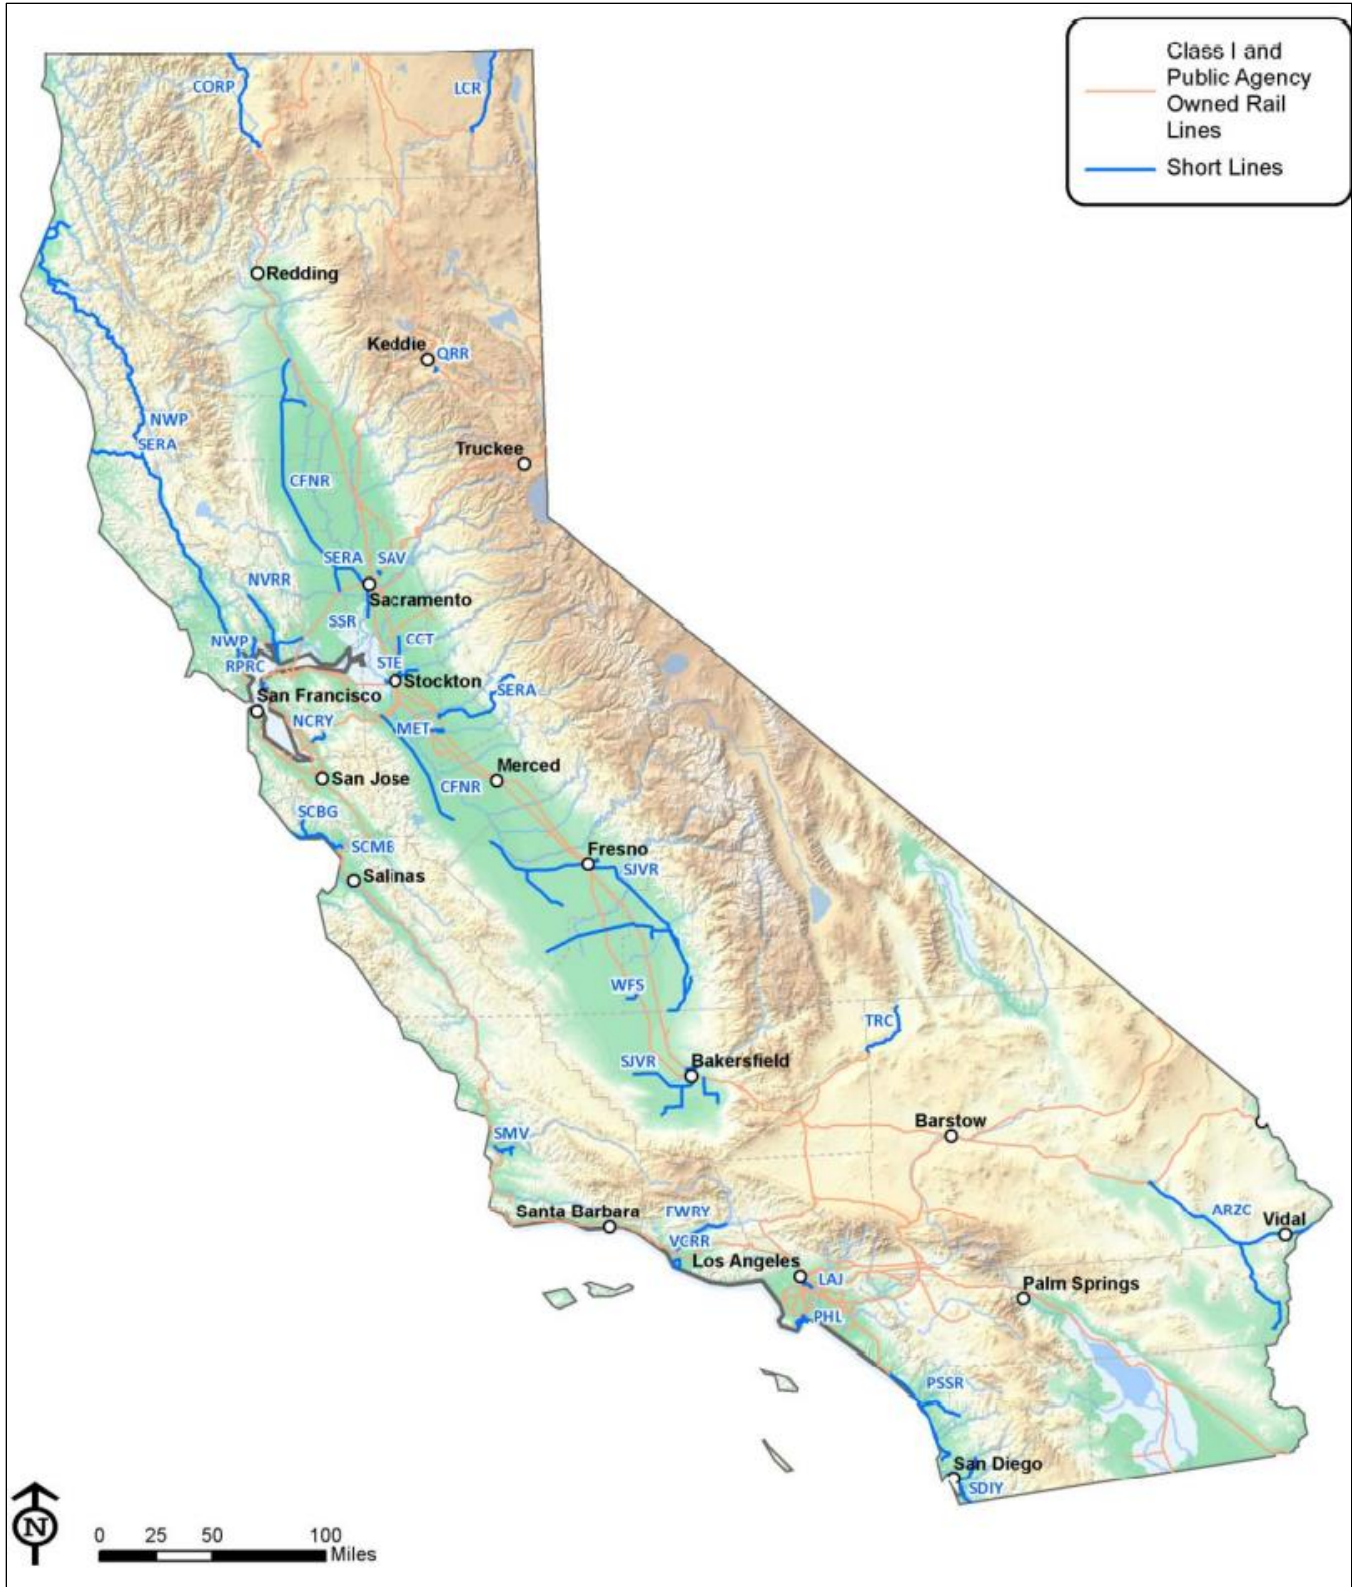 Class I and
Public Agency
Owned Rail
Lines
Short Lines
CORP
LCR
Redding
Keddie
QRR
NWP
SERA
Truckee
CFNR
SERA
SAV
NVRR
Sacramento
SSR
NWP
CCT
RPRC
STE
Stockton
SERA
San Francisco
NCRY
MET
Merced
San Jose
CFNR
SCBG
SCMB
Fresno
SJVR
Salinas
WFS
TRC
SJVR
Bakersfield
Barstow
SMV
Santa Barbara
FWRY
ARZC
Vidal
VCRR
Los Angeles
LAJ
Palm Springs
PHL
PSSR
San Diego
SDIY
N
0 25 50 100
Miles